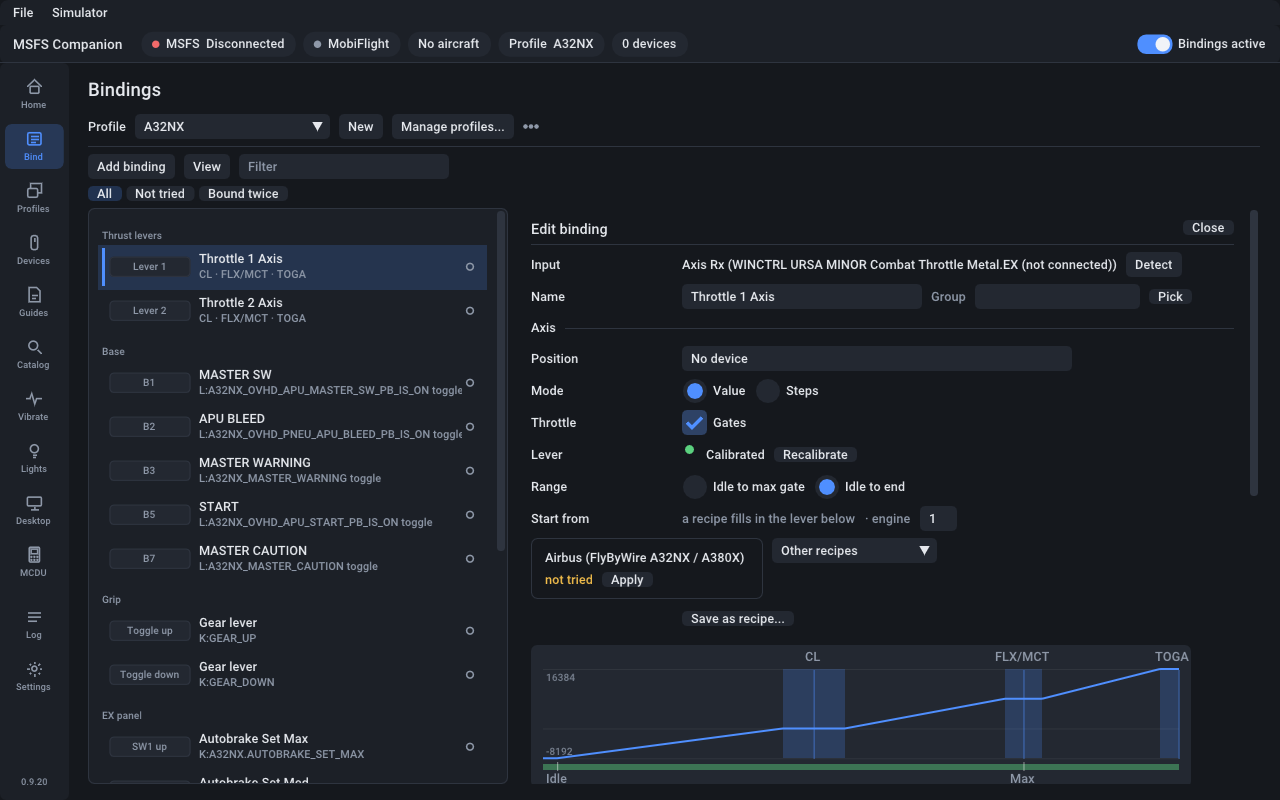 File Simulator
MSFS Companion MSFS Disconnected MobiFlight No aircraft Profile A32NX 0 devices Bindings active
Home
Bind
Profiles
Devices
Guides
Catalog
Vibrate
Lights
Desktop
MCDU
Log
Settings
0.9.20
Bindings
Profile A32NX New Manage profiles... •••
Add binding View Filter
All Not tried Bound twice
Thrust levers
Lever 1 Throttle 1 Axis
CL · FLX/MCT · TOGA
Lever 2 Throttle 2 Axis
CL · FLX/MCT · TOGA
Base
B1 MASTER SW
L:A32NX_OVHD_APU_MASTER_SW_PB_IS_ON toggle
B2 APU BLEED
L:A32NX_OVHD_PNEU_APU_BLEED_PB_IS_ON toggle
B3 MASTER WARNING
L:A32NX_MASTER_WARNING toggle
B5 START
L:A32NX_OVHD_APU_START_PB_IS_ON toggle
B7 MASTER CAUTION
L:A32NX_MASTER_CAUTION toggle
Grip
Toggle up Gear lever
K:GEAR_UP
Toggle down Gear lever
K:GEAR_DOWN
EX panel
SW1 up Autobrake Set Max
K:A32NX.AUTOBRAKE_SET_MAX
Autobrake Set Med
Edit binding Close
Input Axis Rx (WINCTRL URSA MINOR Combat Throttle Metal.EX (not connected)) Detect
Name Throttle 1 Axis Group Pick
Axis
Position No device
Mode Value Steps
Throttle Gates
Lever Calibrated Recalibrate
Range Idle to max gate Idle to end
Start from a recipe fills in the lever below · engine 1
Airbus (FlyByWire A32NX / A380X) Other recipes
not tried Apply
Save as recipe...
CL FLX/MCT TOGA
16384
-8192
Idle Max